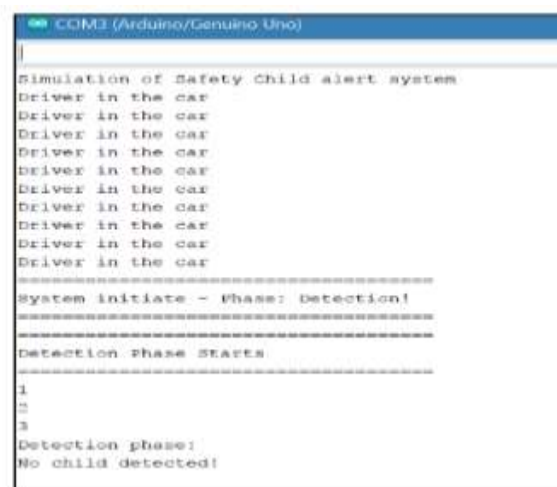 COM3 (Arduino/Genuino Uno)
Simulation of Safety Child alert system
Driver in the car
Driver in the car
Driver in the car
Driver in the car
Driver in the car
Driver in the car
Driver in the car
Driver in the car
Driver in the car
Driver in the car
========================================
System initiate - Phase: Detection!
========================================
========================================
Detection Phase Starts
========================================
1
2
3
Detection phase:
No child detected!